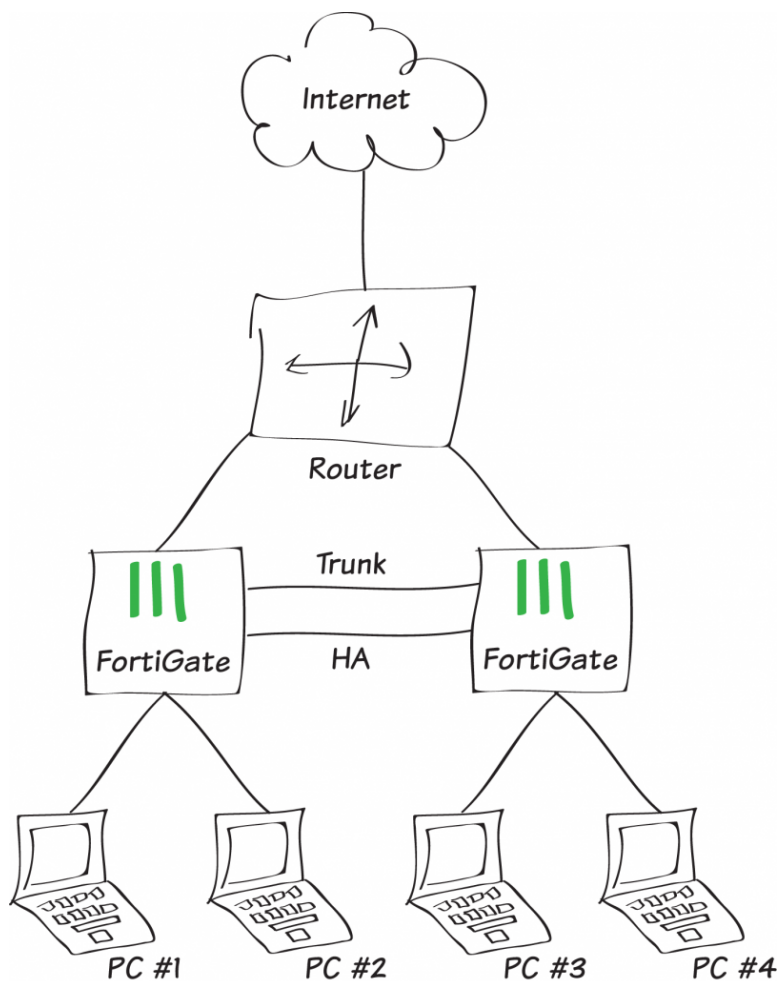 Internet
Router
Trunk
FortiGate
HA
FortiGate
PC #1
PC #2
PC #3
PC #4